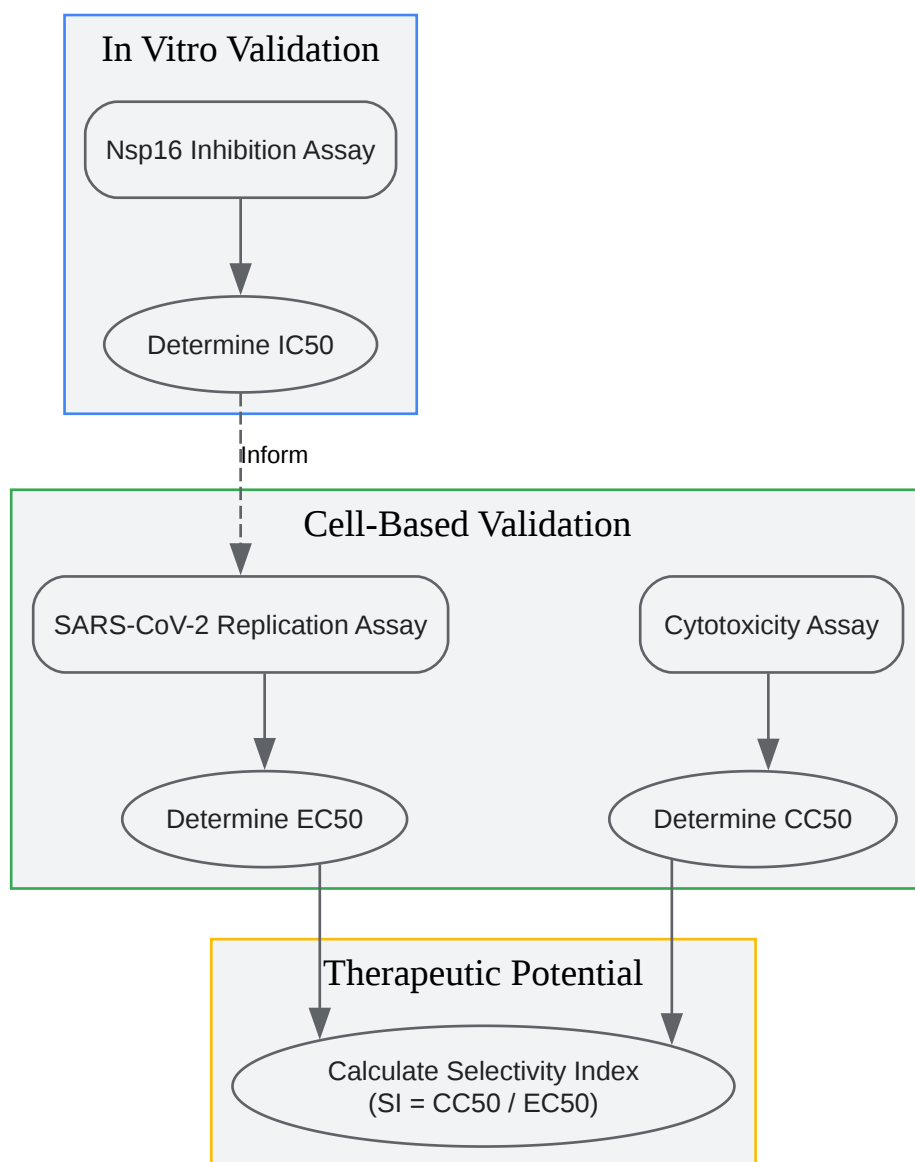 In Vitro Validation
Nsp16 Inhibition Assay
Determine IC50
Inform
Cell-Based Validation
SARS-CoV-2 Replication Assay
Cytotoxicity Assay
Determine EC50
Determine CC50
Therapeutic Potential
Calculate Selectivity Index
(SI = CC50 / EC50)